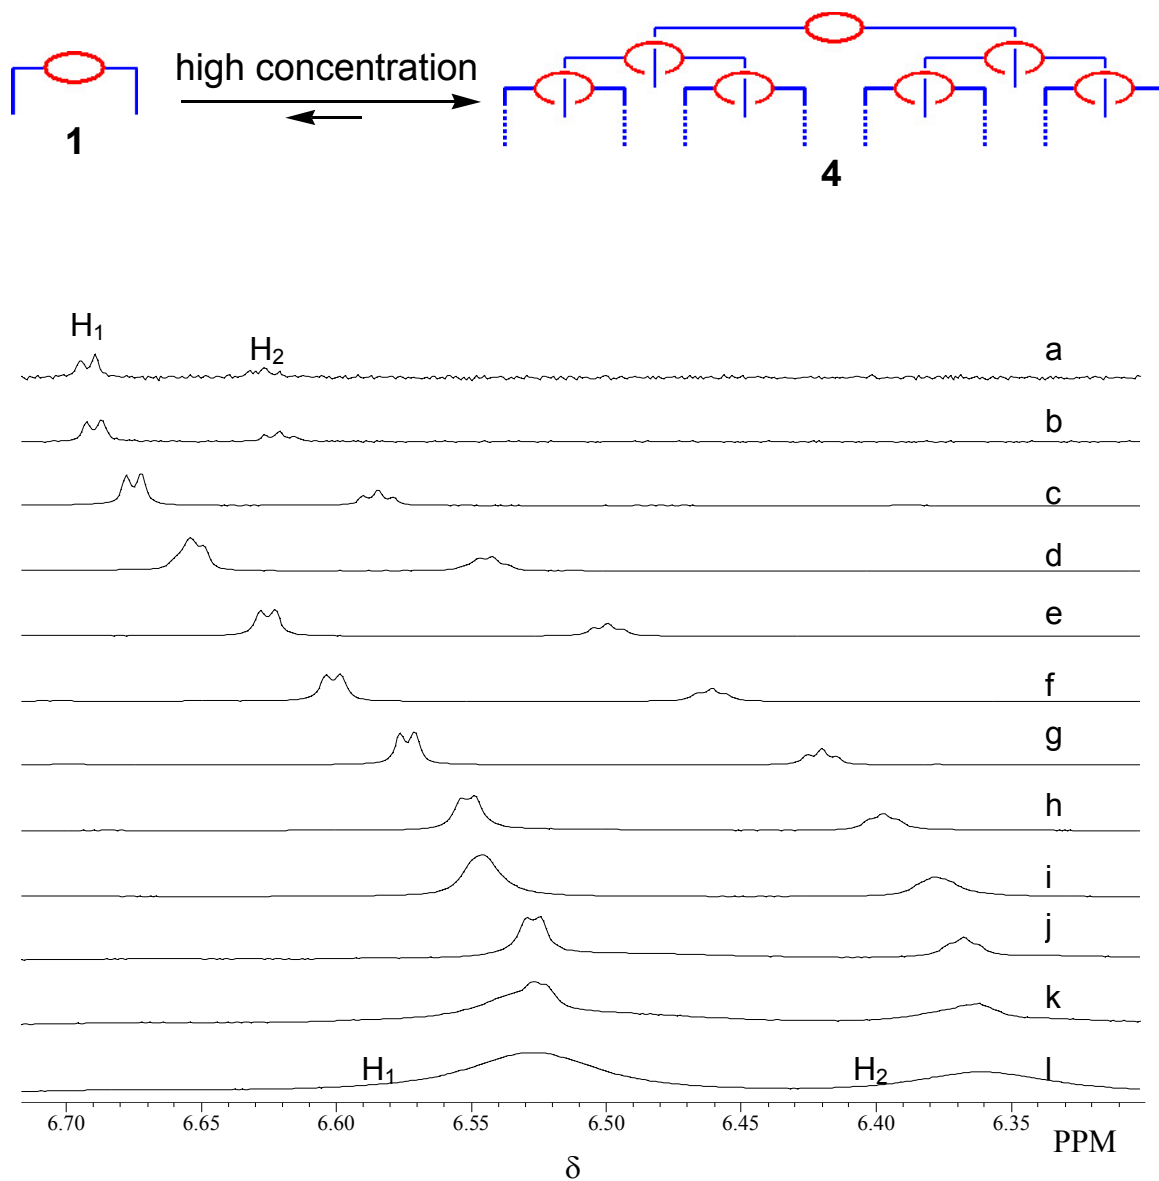 high concentration
1
4
H₁
H₂
a
b
c
d
e
f
g
h
i
j
k
H₁ H₂ l
6.70 6.65 6.60 6.55 6.50 6.45 6.40 6.35
PPM
δ